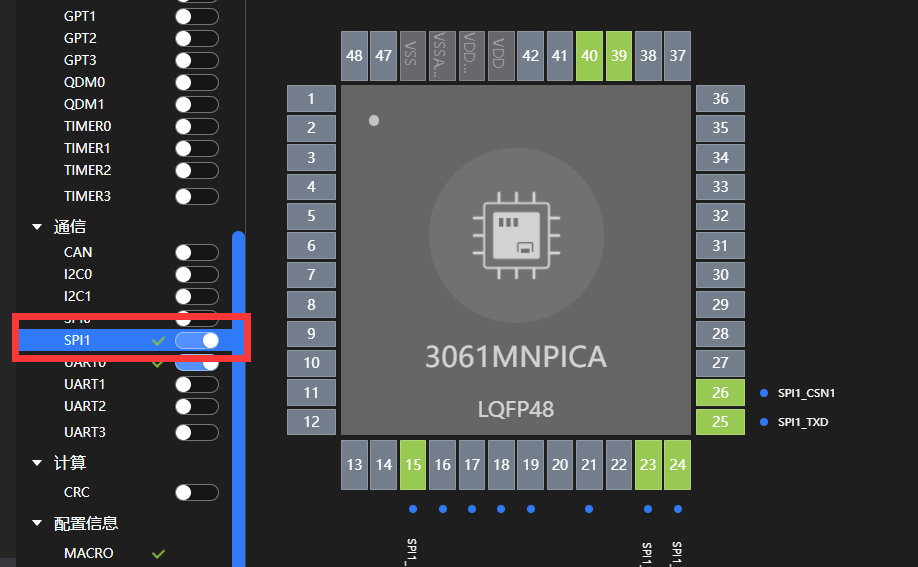 GPT1
GPT2
GPT3
QDM0
QDM1
TIMER0
TIMER1
TIMER2
TIMER3
通信
CAN
I2C0
I2C1
SPI0
SPI1
UART0
UART1
UART2
UART3
计算
CRC
配置信息
MACRO
48 47 VSS VSSA... VDD... VDD 42 41 40 39 38 37
1
2
3
4
5
6
7
8
9
10
11
12
3061MNPICA
LQFP48
36
35
34
33
32
31
30
29
28
27
26 SPI1_CSN1
25 SPI1_TXD
13 14 15 16 17 18 19 20 21 22 23 24
SPI1_ SPI1_ SPI1_